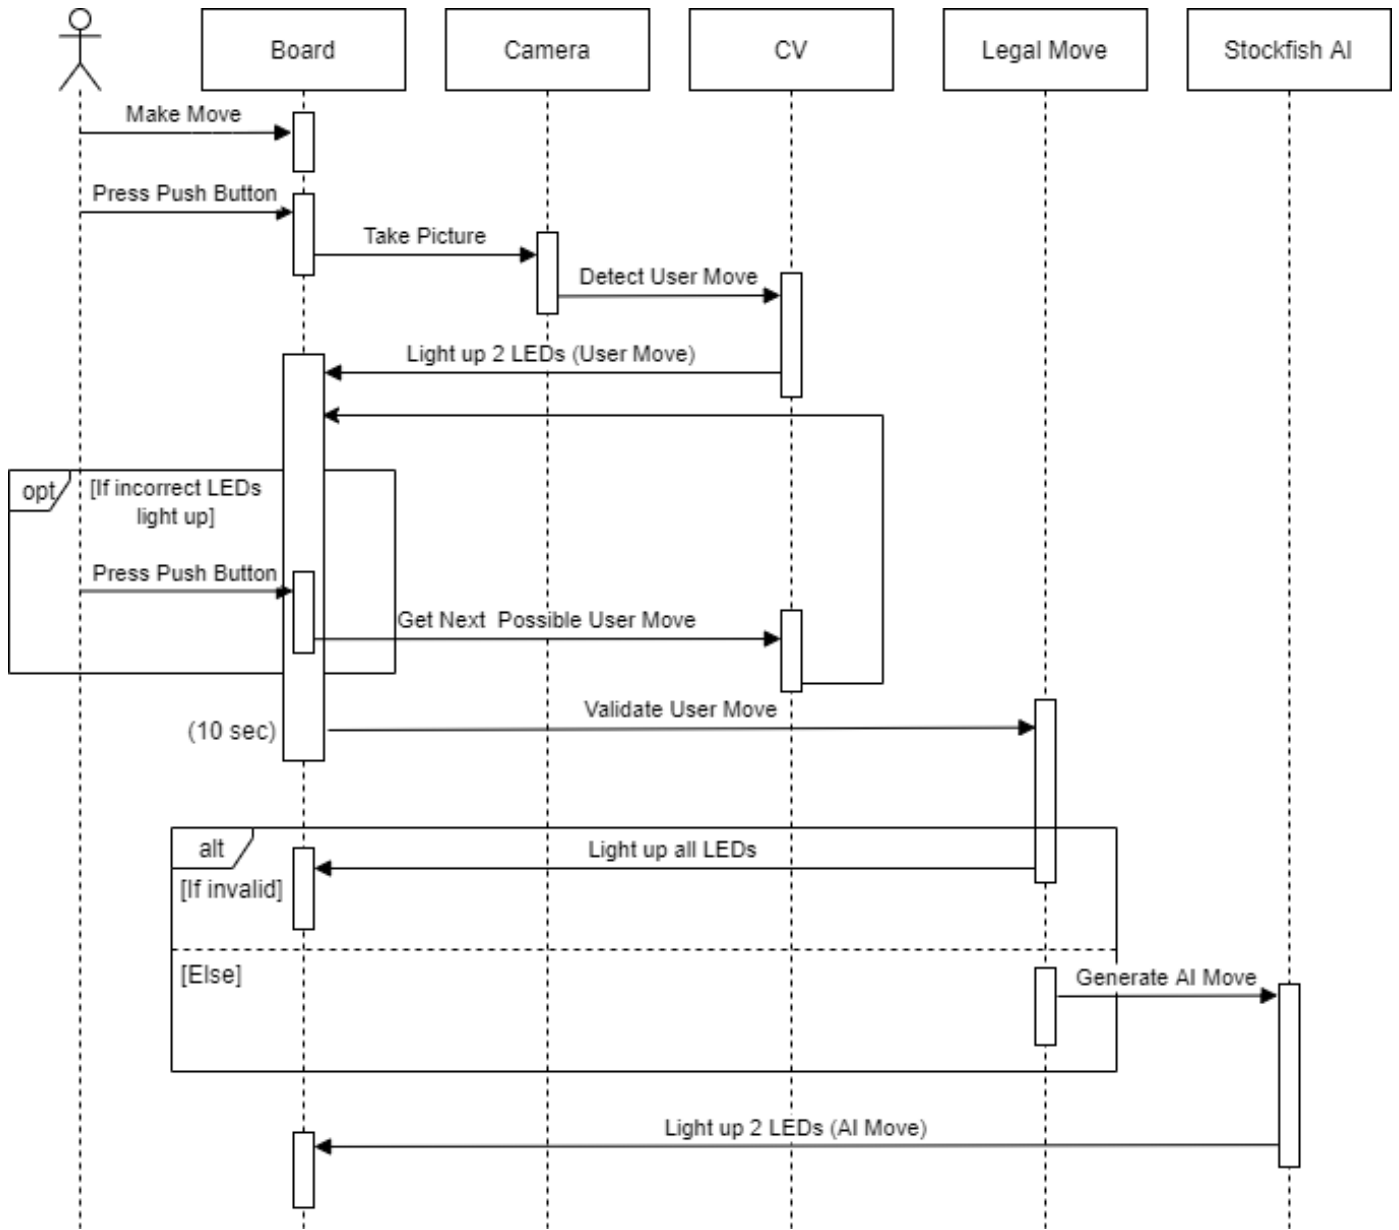 Board
Camera
CV
Legal Move
Stockfish AI
Make Move
Press Push Button
Take Picture
Detect User Move
Light up 2 LEDs (User Move)
opt
[If incorrect LEDs
light up]
Press Push Button
Get Next Possible User Move
Validate User Move
(10 sec)
alt
Light up all LEDs
[If invalid]
[Else]
Generate AI Move
Light up 2 LEDs (AI Move)